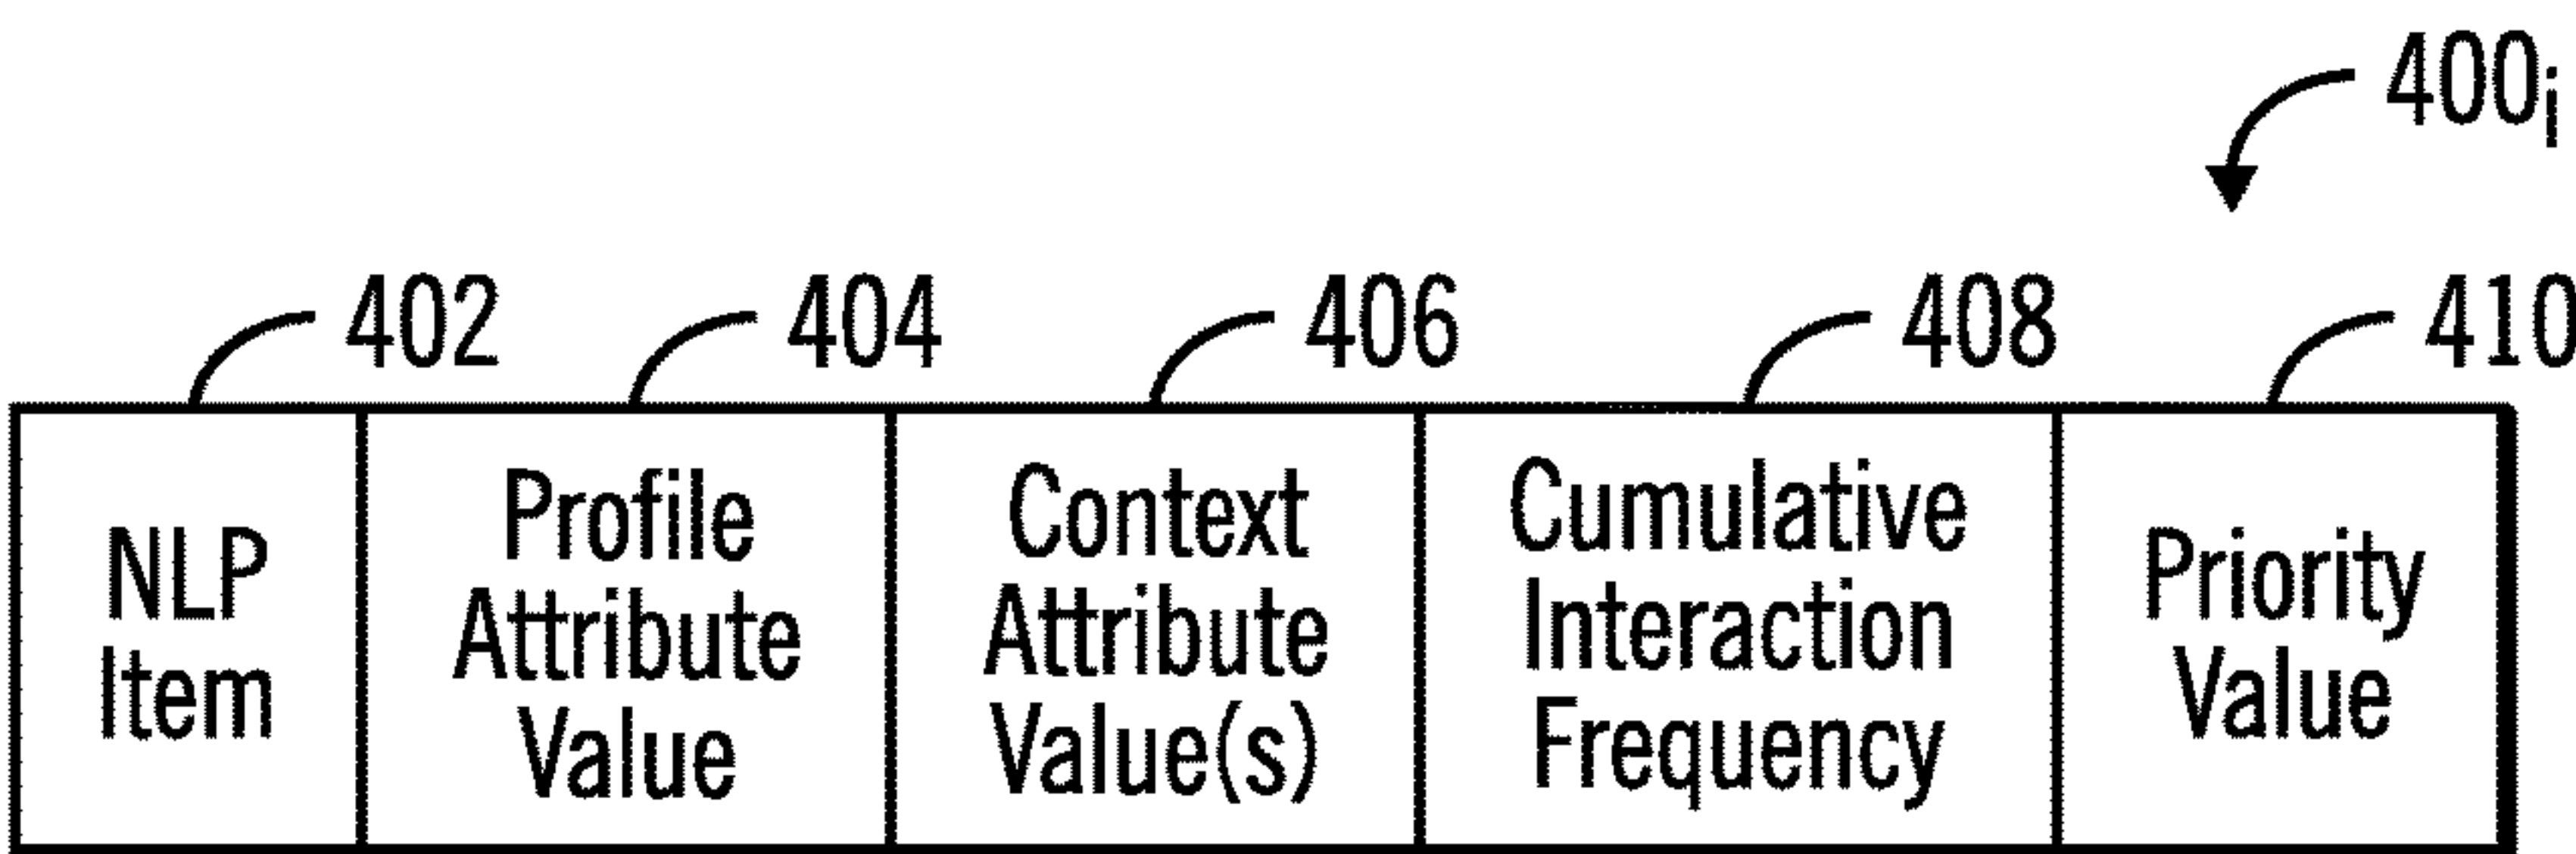 400i
402 404 406 408 410
NLP
Item
Profile
Attribute
Value
Context
Attribute
Value(s)
Cumulative
Interaction
Frequency
Priority
Value